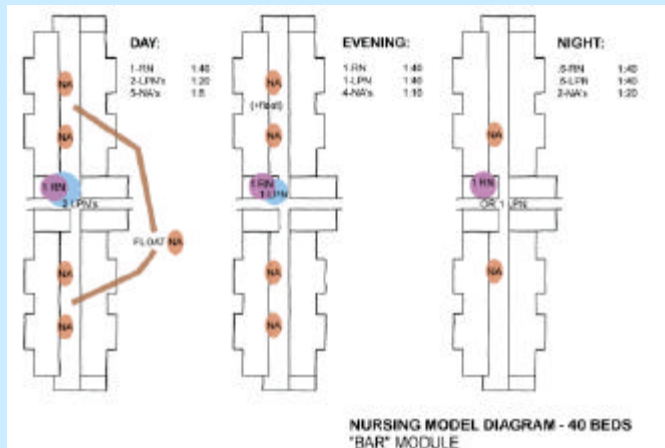 DAY:
1-RN 1:40
2-LPN's 1:20
5-NA's 1:8
EVENING:
1-RN 1:40
1-LPN 1:40
4-NA's 1:10
NIGHT:
.5-RN 1:40
.5-LPN 1:40
2-NA's 1:20
NA
NA
1 RN
2 LPN's
FLOAT NA
NA
NA
NA
(+float)
NA
1 RN
1 LPN
NA
NA
NA
1 RN
OR 1 LPN
NA
NURSING MODEL DIAGRAM - 40 BEDS
"BAR" MODULE